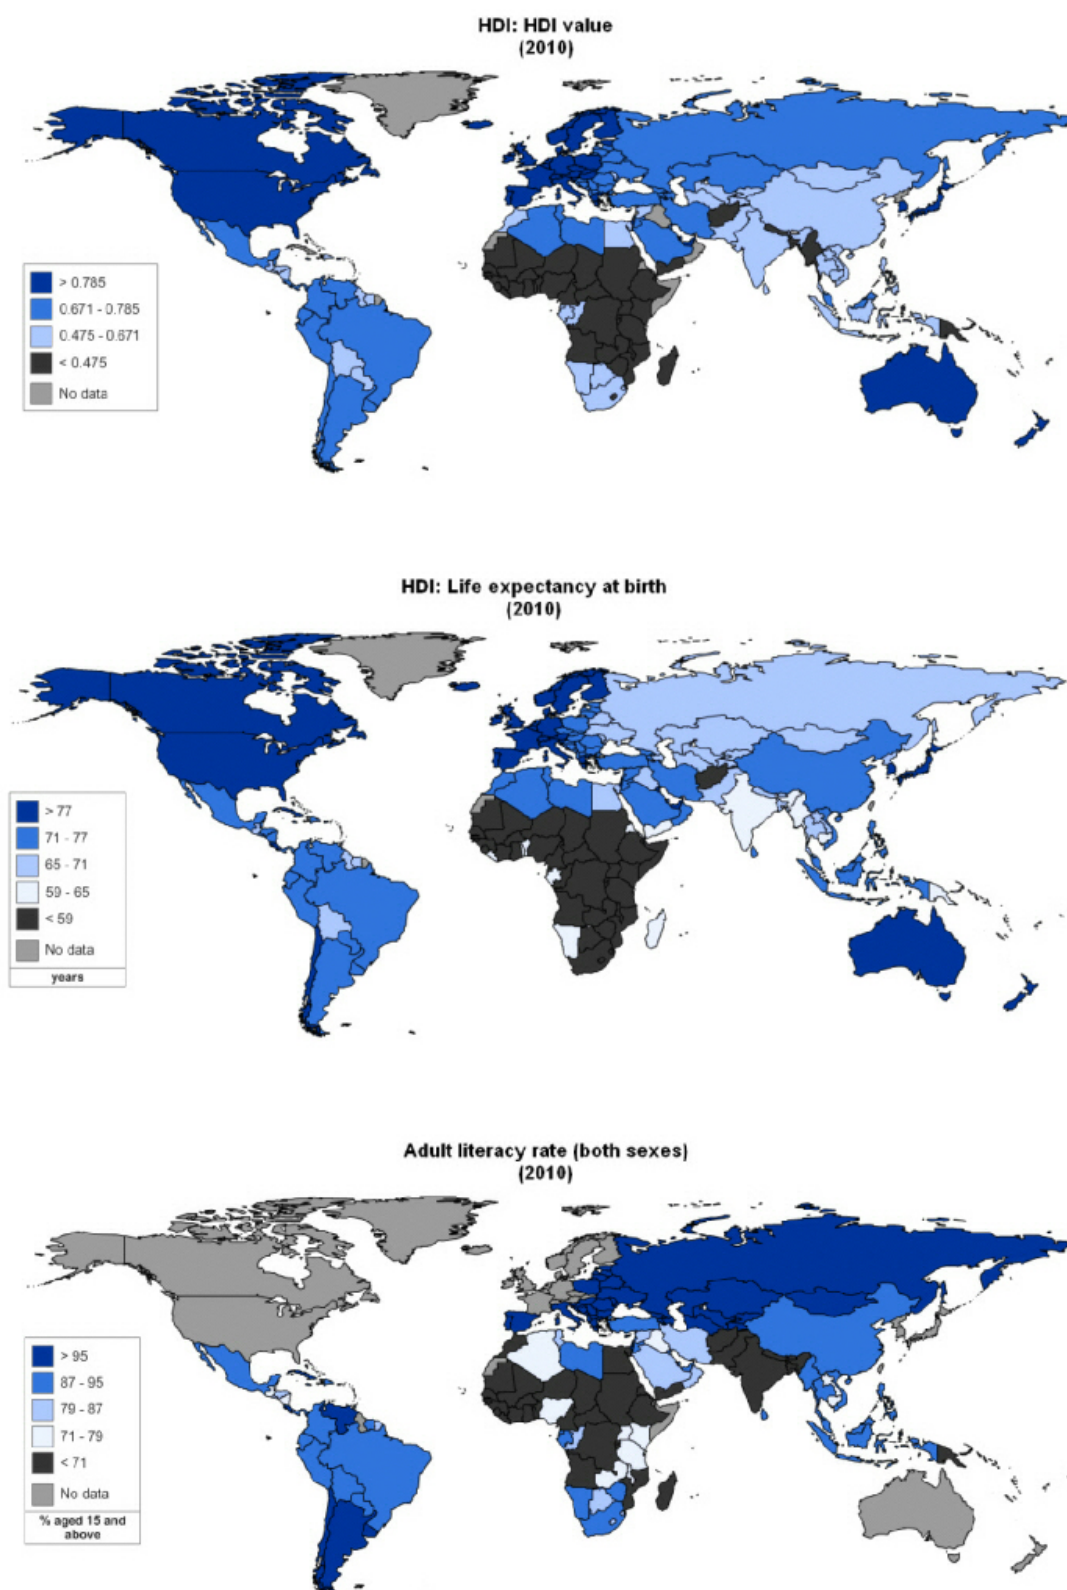 HDI: HDI value
(2010)
> 0.785
0.671 - 0.785
0.475 - 0.671
< 0.475
No data
HDI: Life expectancy at birth
(2010)
> 77
71 - 77
65 - 71
59 - 65
< 59
No data
years
Adult literacy rate (both sexes)
(2010)
> 95
87 - 95
79 - 87
71 - 79
< 71
No data
% aged 15 and
above